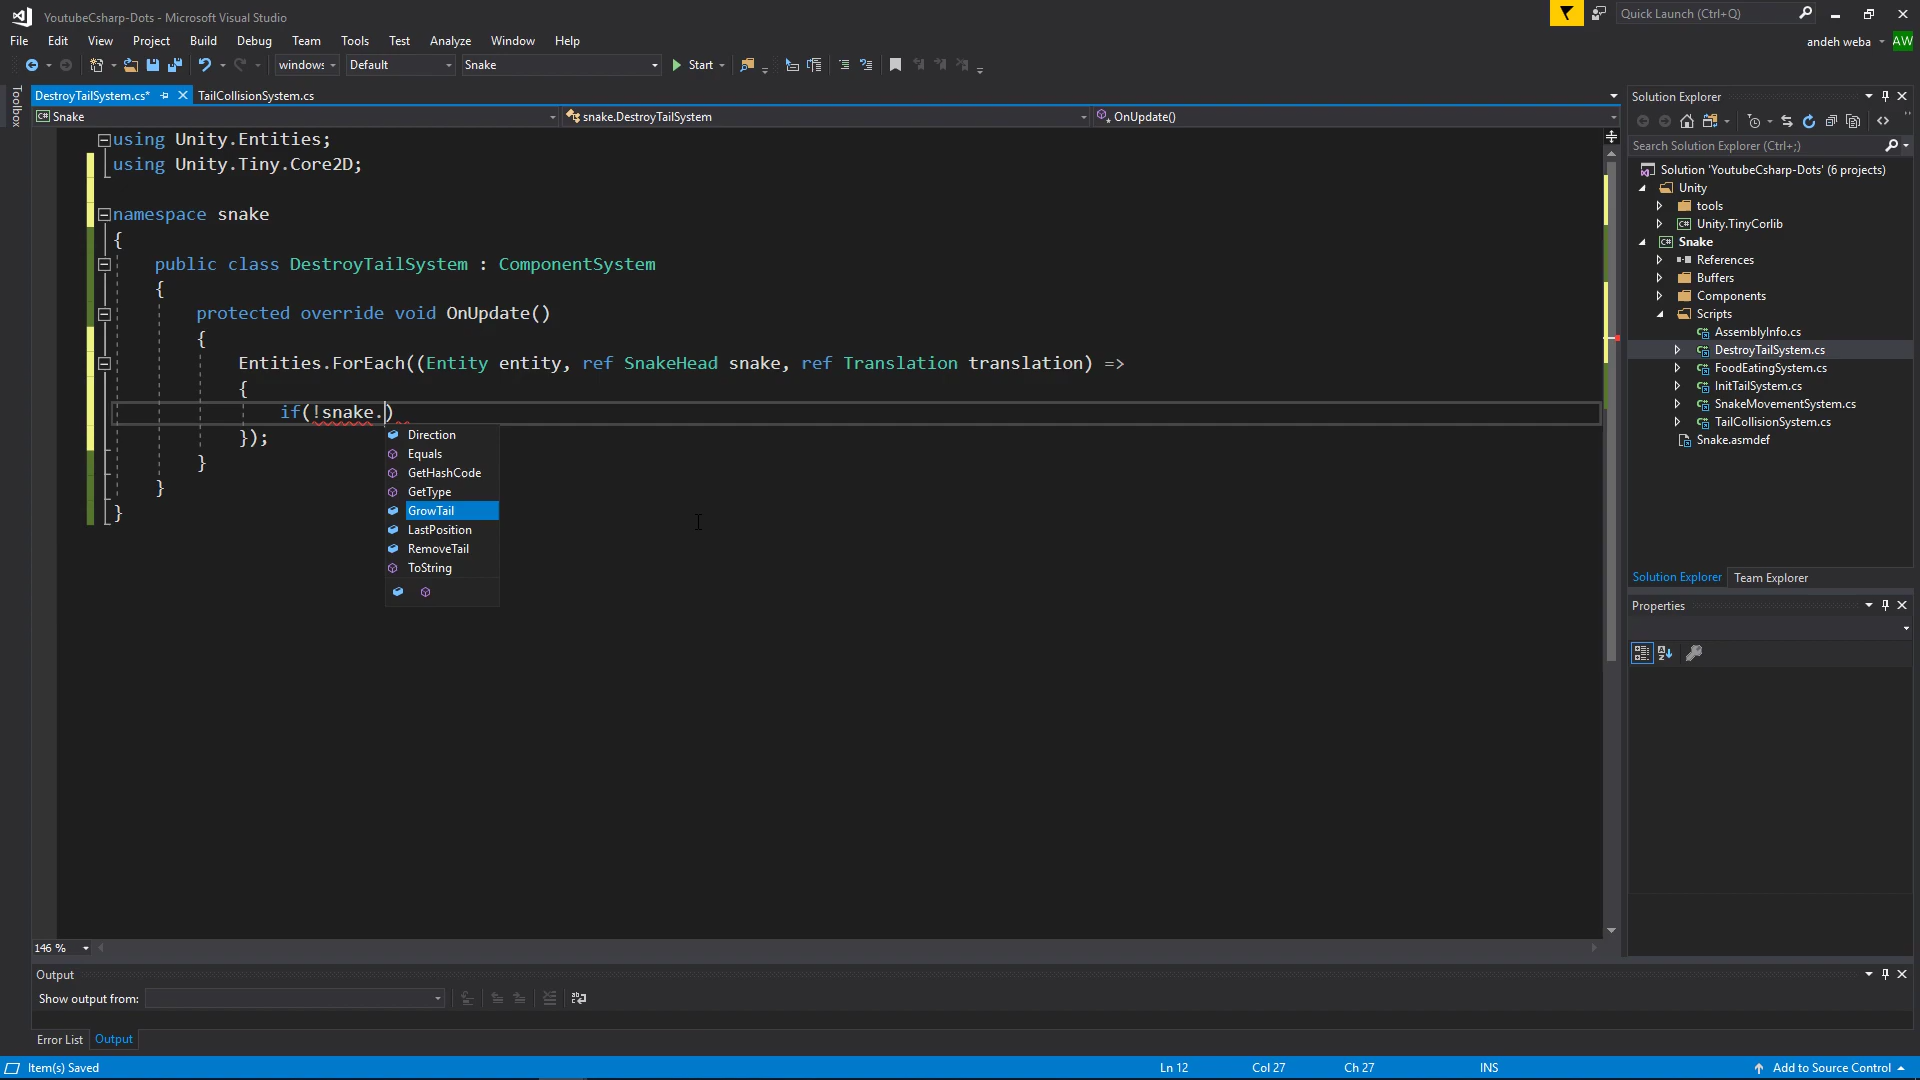 YoutubeCsharp-Dots - Microsoft Visual Studio
Quick Launch (Ctrl+Q)
File Edit View Project Build Debug Team Tools Test Analyze Window Help
andeh weba AW
windows Default Snake Start
Toolbox
DestroyTailSystem.cs* TailCollisionSystem.cs
C# Snake snake.DestroyTailSystem OnUpdate()
using Unity.Entities;
using Unity.Tiny.Core2D;
namespace snake
{
public class DestroyTailSystem : ComponentSystem
{
protected override void OnUpdate()
{
Entities.ForEach((Entity entity, ref SnakeHead snake, ref Translation translation) =>
{
if(!snake.)
});
}
}
}
Direction
Equals
GetHashCode
GetType
GrowTail
LastPosition
RemoveTail
ToString
146 %
Solution Explorer
Search Solution Explorer (Ctrl+;)
Solution 'YoutubeCsharp-Dots' (6 projects)
Unity
tools
C# Unity.TinyCorlib
C# Snake
References
Buffers
Components
Scripts
C# AssemblyInfo.cs
C# DestroyTailSystem.cs
C# FoodEatingSystem.cs
C# InitTailSystem.cs
C# SnakeMovementSystem.cs
C# TailCollisionSystem.cs
Snake.asmdef
Solution Explorer Team Explorer
Properties
Output
Show output from:
Error List Output
Item(s) Saved Ln 12 Col 27 Ch 27 INS Add to Source Control